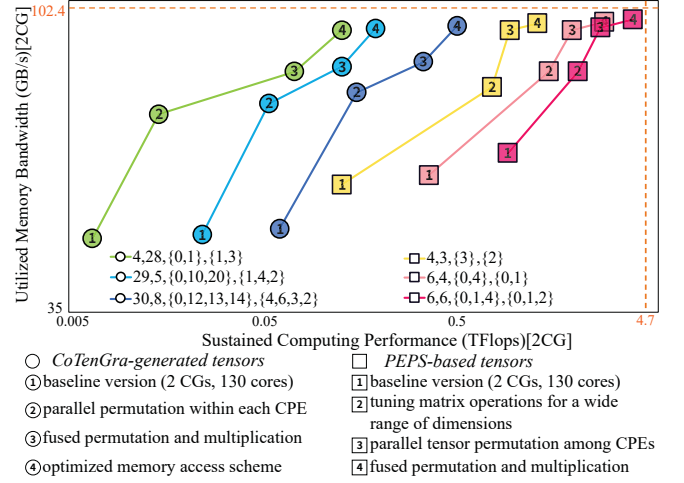 102.4
Utilized Memory Bandwidth (GB/s)[2CG]
4 4 4 4 4 4
3 3 3 3 3 3
2 2 2 2 2 2
1 1 1 1 1 1
4,28,{0,1},{1,3}
29,5,{0,10,20},{1,4,2}
30,8,{0,12,13,14},{4,6,3,2}
4,3,{3},{2}
6,4,{0,4},{0,1}
6,6,{0,1,4},{0,1,2}
35
0.005 0.05 0.5 4.7
Sustained Computing Performance (TFlops)[2CG]
CoTenGra-generated tensors
1 baseline version (2 CGs, 130 cores)
2 parallel permutation within each CPE
3 fused permutation and multiplication
4 optimized memory access scheme
PEPS-based tensors
1 baseline version (2 CGs, 130 cores)
2 tuning matrix operations for a wide
range of dimensions
3 parallel tensor permutation among CPEs
4 fused permutation and multiplication